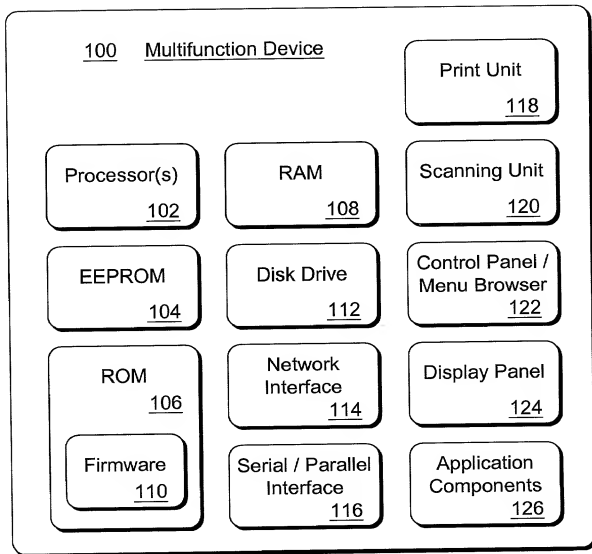 100 Multifunction Device
Print Unit
118
Processor(s)
102
RAM
108
Scanning Unit
120
EEPROM
104
Disk Drive
112
Control Panel /
Menu Browser
122
ROM
106
Network
Interface
114
Display Panel
124
Firmware
110
Serial / Parallel
Interface
116
Application
Components
126